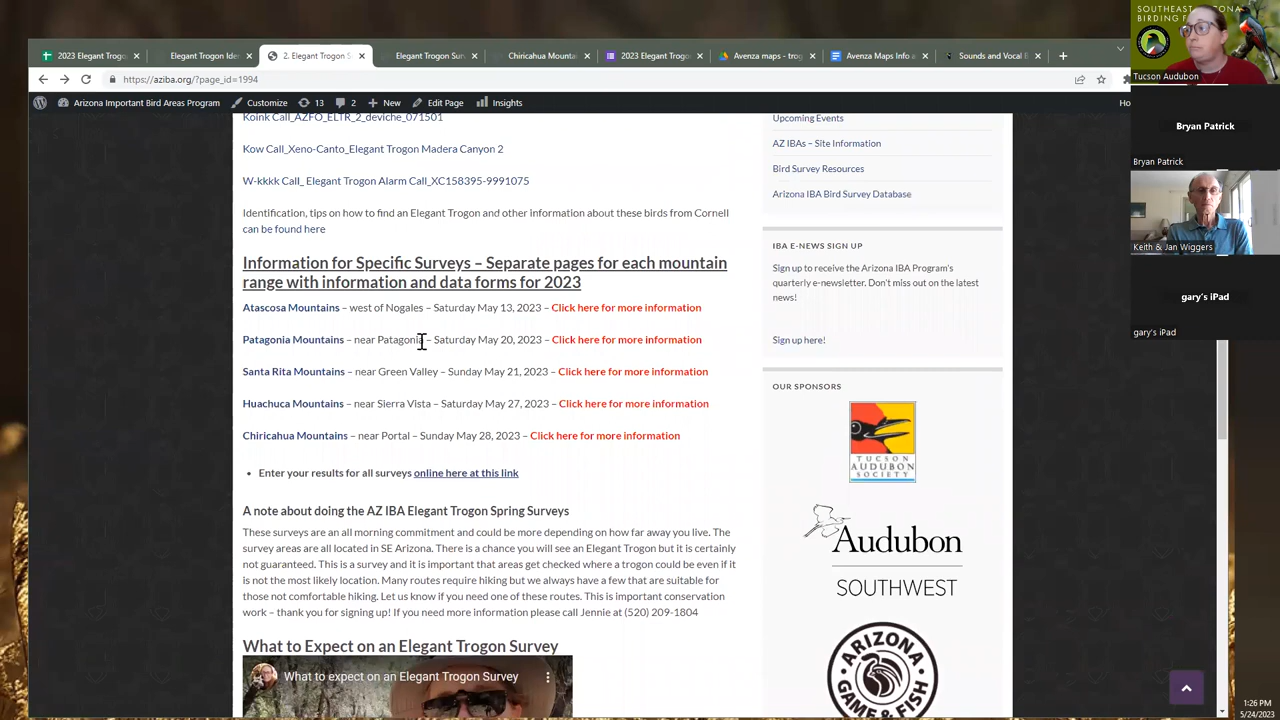 SOUTHEAST ARIZONA
BIRDING F
Tucson Audubon
Bryan Patrick
Bryan Patrick
Keith & Jan Wiggers
gary's iPad
gary's iPad
2023 Elegant Trogo
Elegant Trogon Ide
2. Elegant Trogon S
Elegant Trogon Sur
Chiricahua Mountai
2023 Elegant Trogo
Avenza maps - trog
Avenza Maps Info a
Sounds and Vocal B
https://aziba.org/?page_id=1994
Arizona Important Bird Areas Program
Customize
13
2
New
Edit Page
Insights
Ho
Koink Call_AZFO_ELTR_2_deviche_071501
Kow Call_Xeno-Canto_Elegant Trogon Madera Canyon 2
W-kkkk Call_ Elegant Trogon Alarm Call_XC158395-9991075
Identification, tips on how to find an Elegant Trogon and other information about these birds from Cornell
can be found here
Information for Specific Surveys – Separate pages for each mountain
range with information and data forms for 2023
Atascosa Mountains – west of Nogales – Saturday May 13, 2023 – Click here for more information
Patagonia Mountains – near Patagonia – Saturday May 20, 2023 – Click here for more information
Santa Rita Mountains – near Green Valley – Sunday May 21, 2023 – Click here for more information
Huachuca Mountains – near Sierra Vista – Saturday May 27, 2023 – Click here for more information
Chiricahua Mountains – near Portal – Sunday May 28, 2023 – Click here for more information
• Enter your results for all surveys online here at this link
A note about doing the AZ IBA Elegant Trogon Spring Surveys
These surveys are an all morning commitment and could be more depending on how far away you live. The
survey areas are all located in SE Arizona. There is a chance you will see an Elegant Trogon but it is certainly
not guaranteed. This is a survey and it is important that areas get checked where a trogon could be even if it
is not the most likely location. Many routes require hiking but we always have a few that are suitable for
those not comfortable hiking. Let us know if you need one of these routes. This is important conservation
work – thank you for signing up! If you need more information please call Jennie at (520) 209-1804
What to Expect on an Elegant Trogon Survey
What to expect on an Elegant Trogon Survey
Upcoming Events
AZ IBAs – Site Information
Bird Survey Resources
Arizona IBA Bird Survey Database
IBA E-NEWS SIGN UP
Sign up to receive the Arizona IBA Program's
quarterly e-newsletter. Don't miss out on the latest
news!
Sign up here!
OUR SPONSORS
TUCSON
AUDUBON
SOCIETY
Audubon
SOUTHWEST
ARIZONA
GAME & FISH
1:26 PM